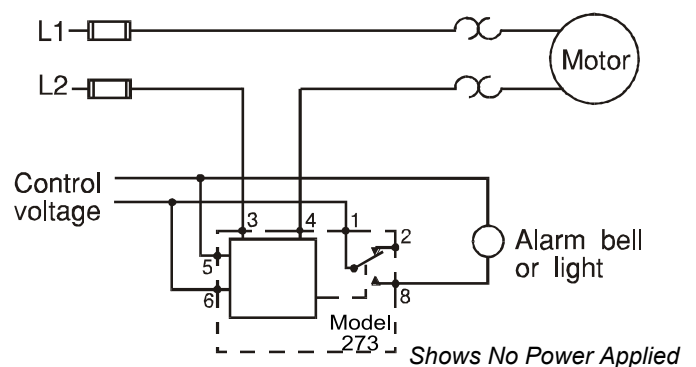 L1
Motor
L2
Control
voltage
3
4
1
2
5
6
8
Alarm bell
or light
Model
273
Shows No Power Applied